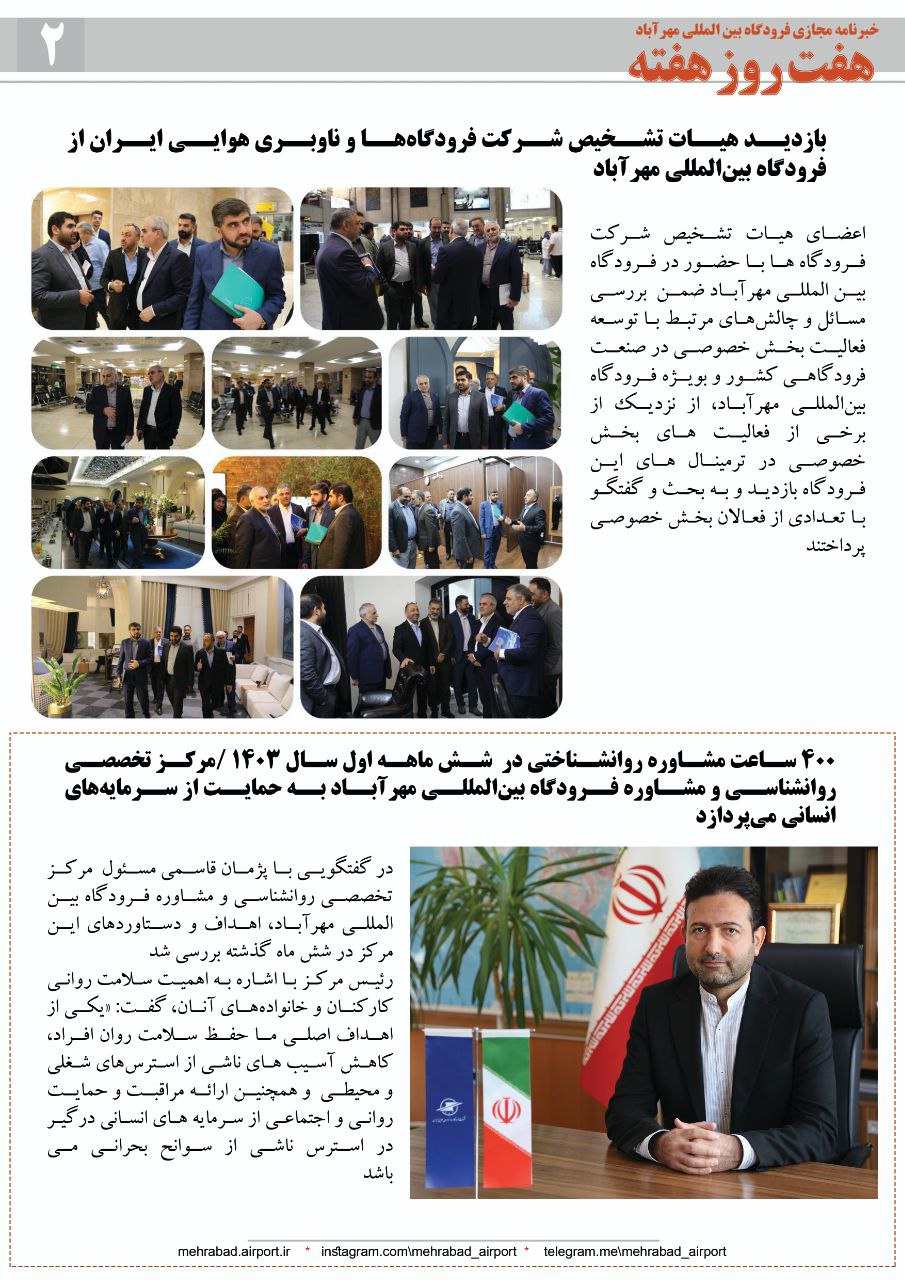 خبرنامه مجازی فرودگاه بین المللی مهرآباد
هفت روز هفته
۲
بازدید هیات تشخیص شرکت فرودگاه‌ها و ناوبری هوایی ایران از
فرودگاه بین‌المللی مهرآباد
اعضای هیات تشخیص شرکت
فرودگاه ها با حضور در فرودگاه
بین المللی مهرآباد ضمن بررسی
مسائل و چالش‌های مرتبط با توسعه
فعالیت بخش خصوصی در صنعت
فرودگاهی کشور و بویژه فرودگاه
بین‌المللی مهرآباد، از نزدیک از
برخی از فعالیت های بخش
خصوصی در ترمینال های این
فرودگاه بازدید و به بحث و گفتگو
با تعدادی از فعالان بخش خصوصی
پرداختند
۴۰۰ ساعت مشاوره روانشناختی در شش ماهه اول سال ۱۴۰۳ /مرکز تخصصی
روانشناسی و مشاوره فرودگاه بین‌المللی مهرآباد به حمایت از سرمایه‌های
انسانی می‌پردازد
در گفتگویی با پژمان قاسمی مسئول مرکز
تخصصی روانشناسی و مشاوره فرودگاه بین
المللی مهرآباد، اهداف و دستاوردهای این
مرکز در شش ماه گذشته بررسی شد
رئیس مرکز با اشاره به اهمیت سلامت روانی
کارکنان و خانواده‌های آنان، گفت: «یکی از
اهداف اصلی ما حفظ سلامت روان افراد،
کاهش آسیب های ناشی از استرس‌های شغلی
و محیطی و همچنین ارائه مراقبت و حمایت
روانی و اجتماعی از سرمایه های انسانی درگیر
در استرس ناشی از سوانح بحرانی می
باشد
mehrabad.airport.ir * instagram.com\mehrabad_airport * telegram.me\mehrabad_airport